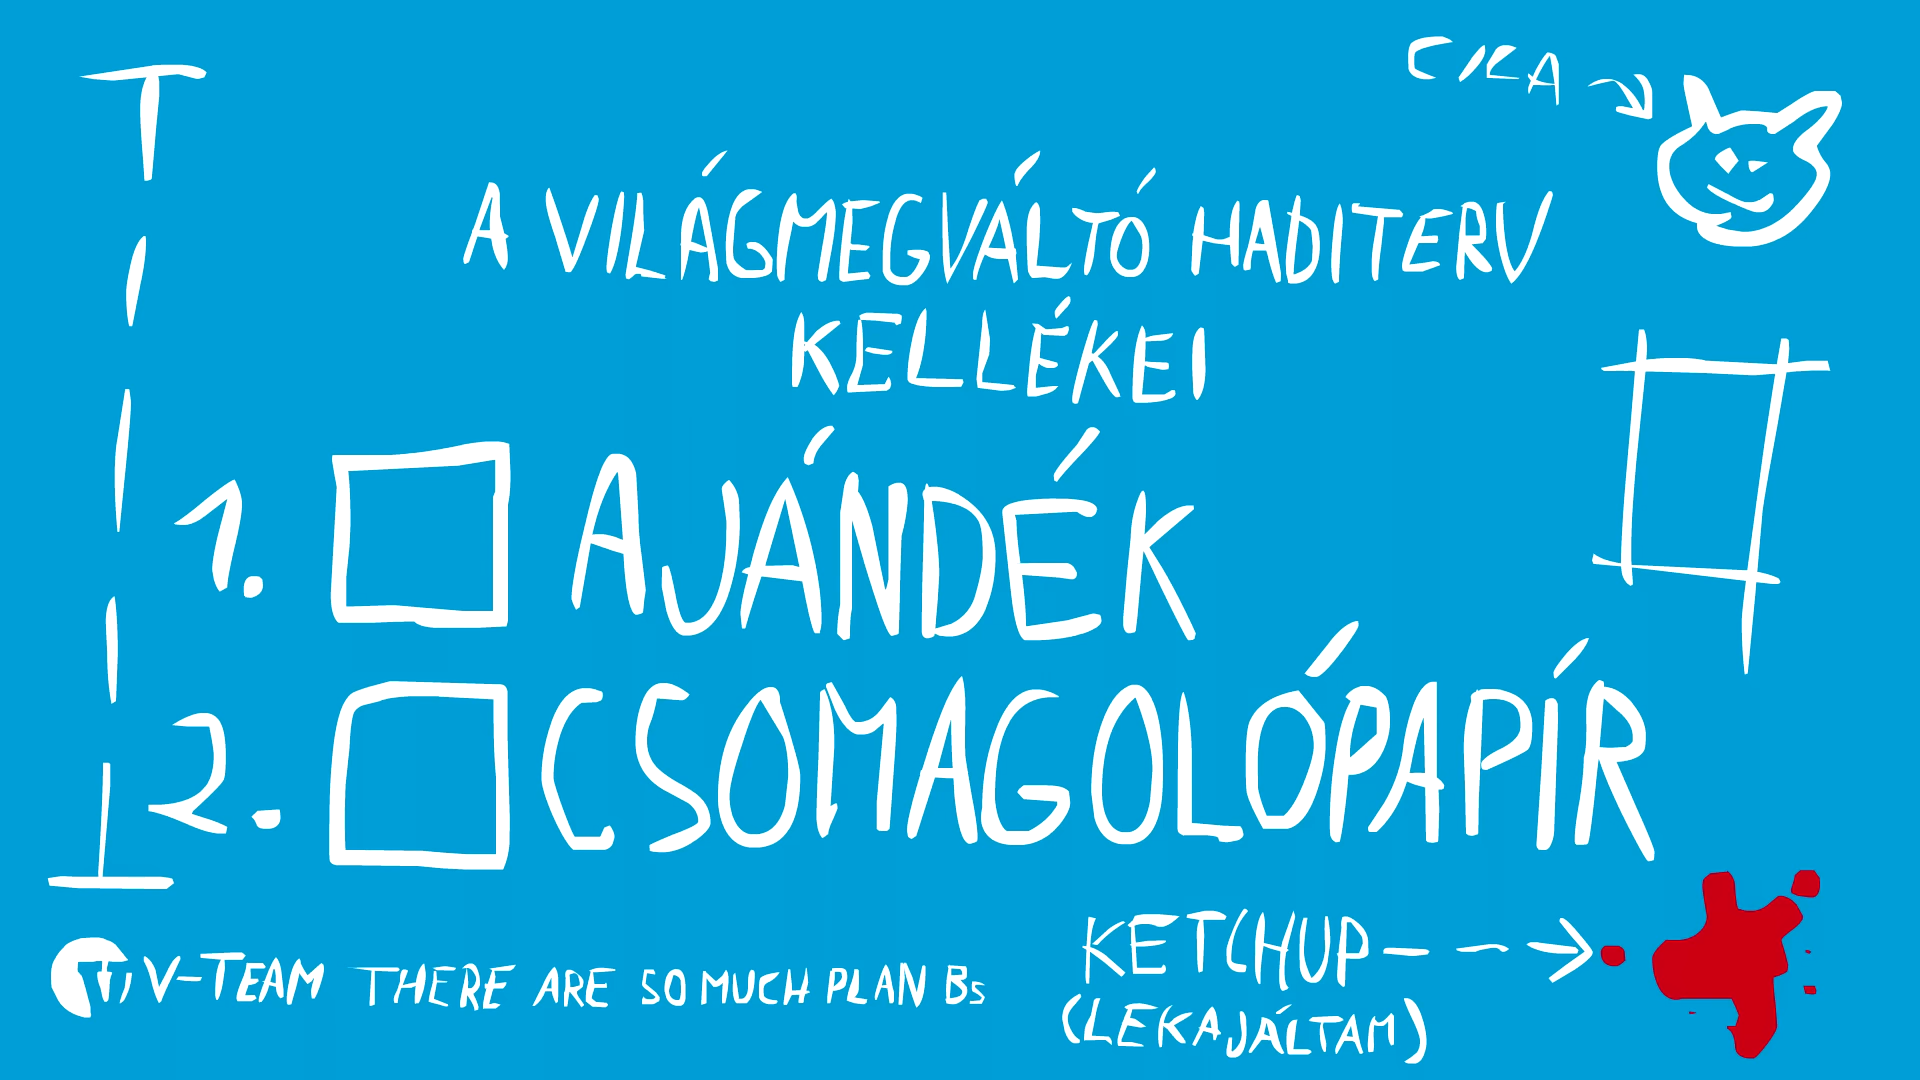 CICA
A VILÁGMEGVÁLTÓ HADITERV
KELLÉKEI
1. AJÁNDÉK
2. CSOMAGOLÓPAPÍR
KETCHUP
(LEKAJÁLTAM)
V-TEAM THERE ARE SO MUCH PLAN Bs